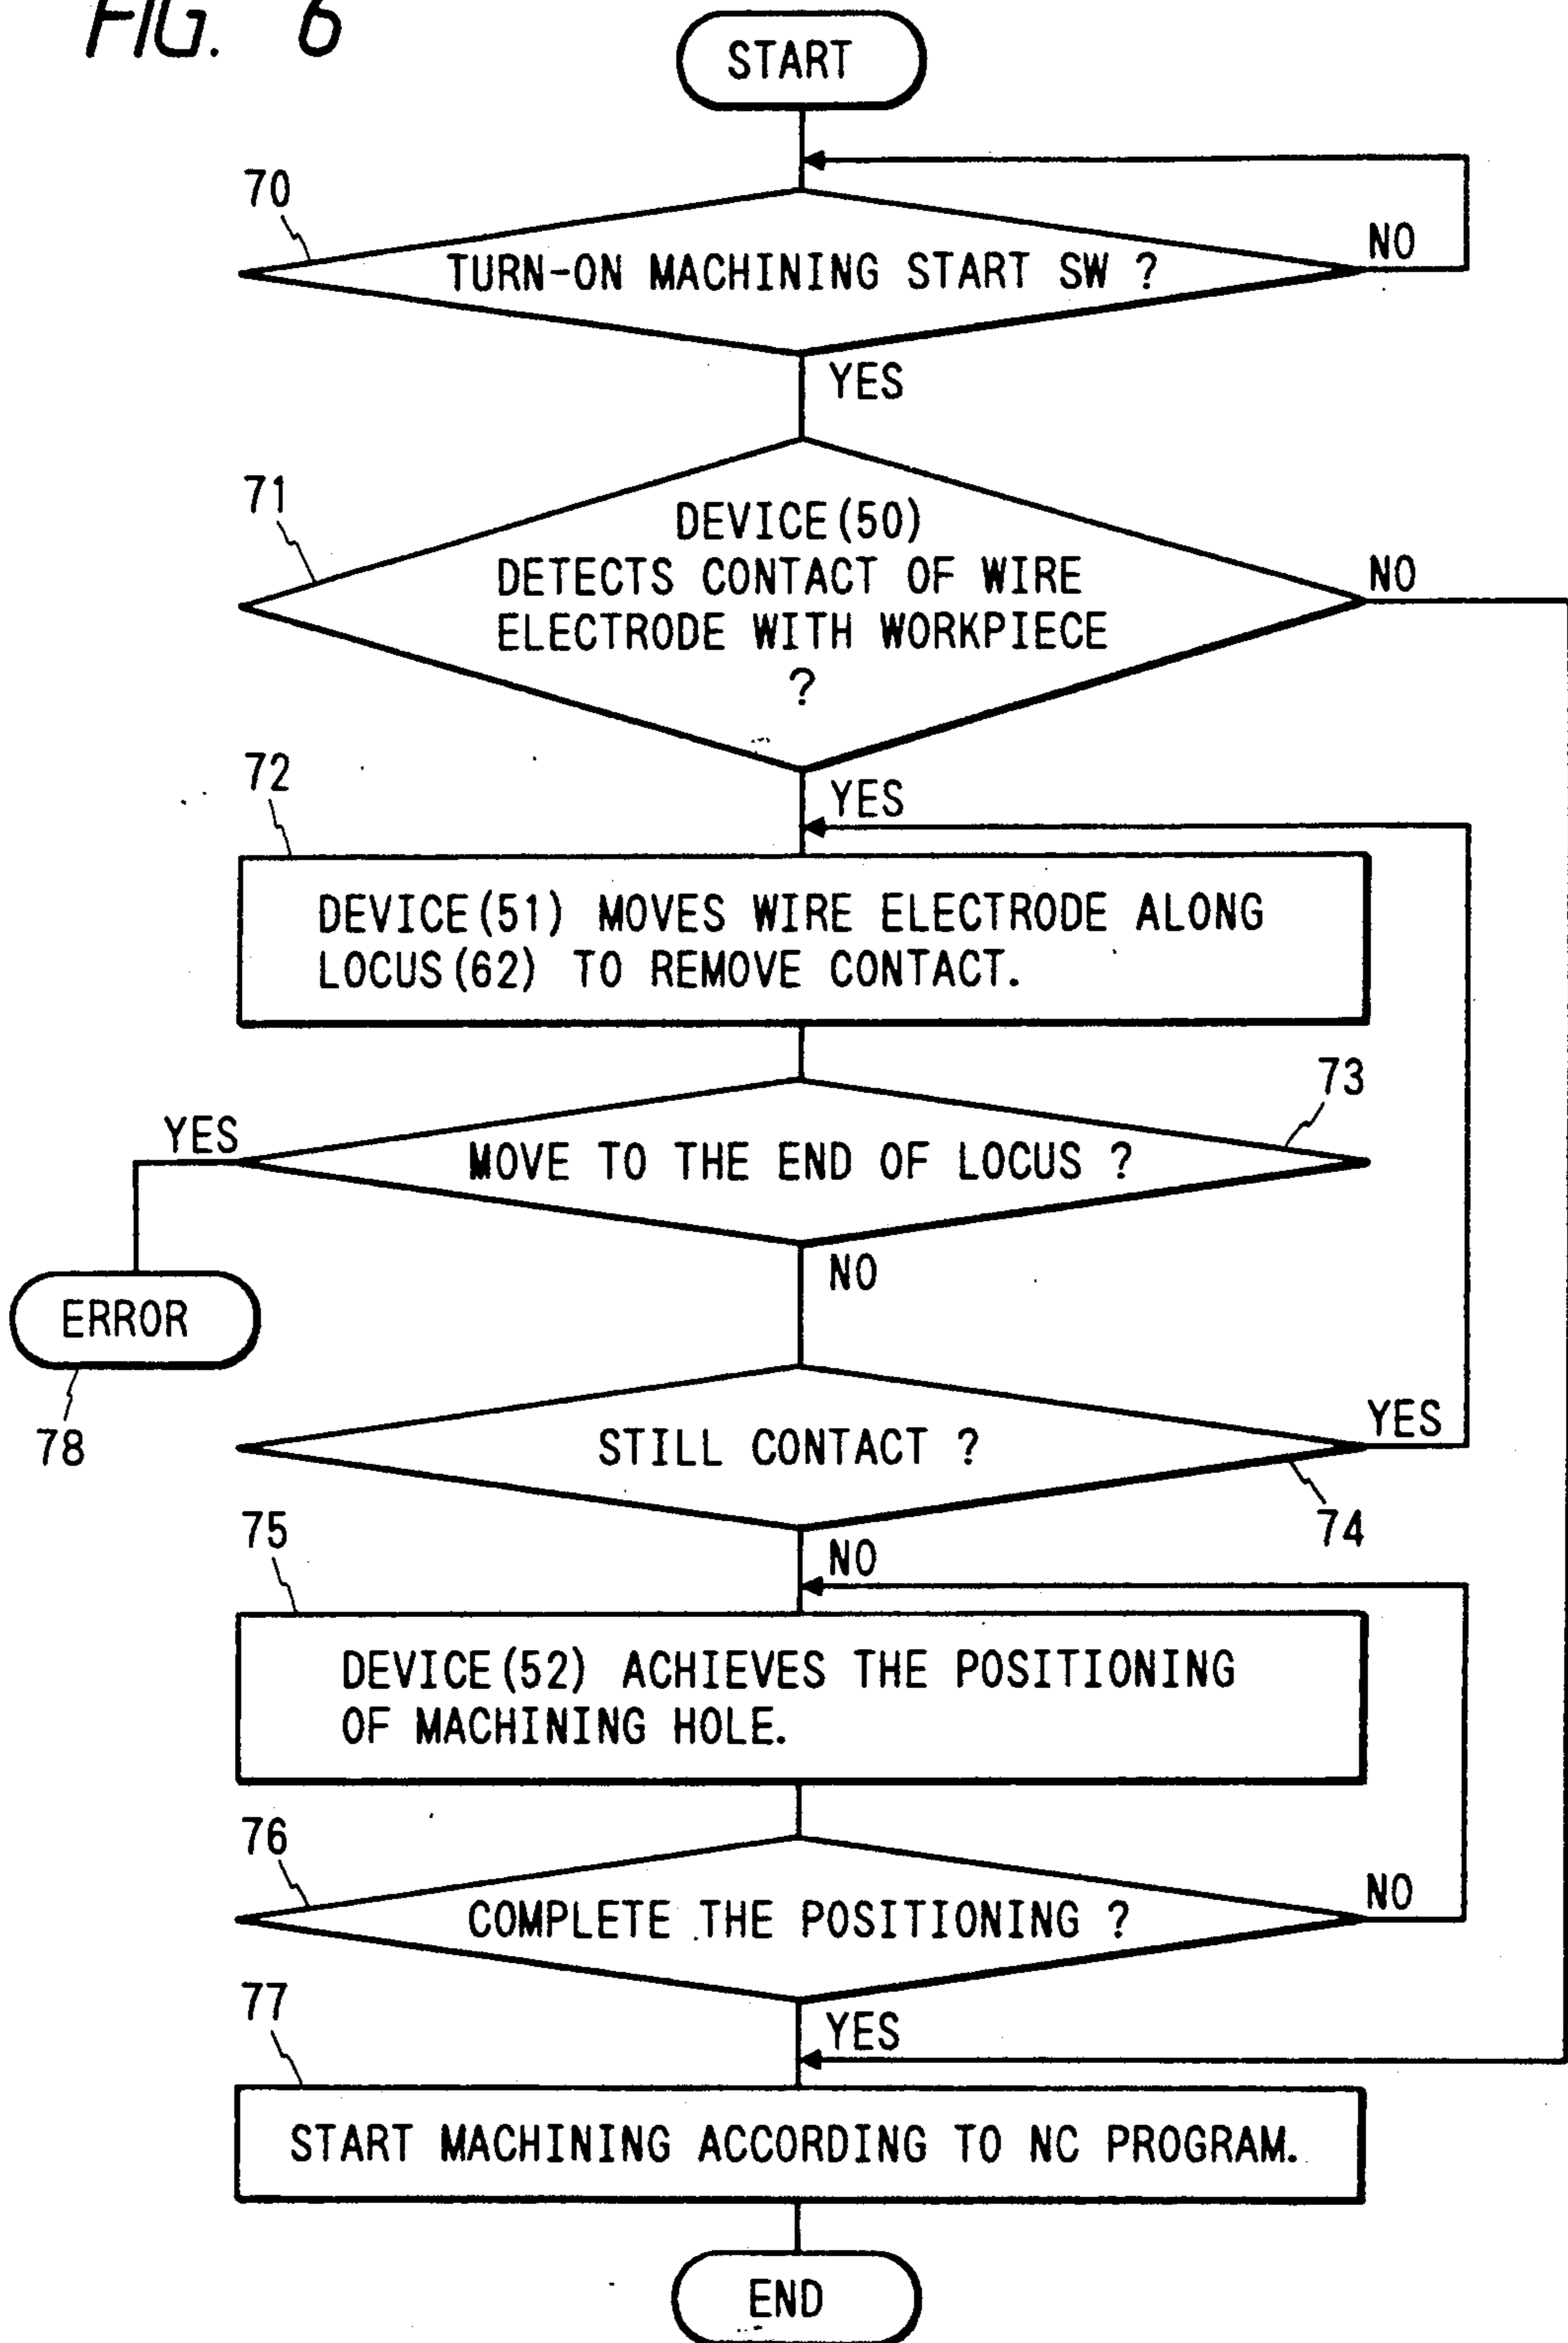 FIG. 6
START
70
TURN-ON MACHINING START SW ?
NO
YES
71
DEVICE(50)
DETECTS CONTACT OF WIRE
ELECTRODE WITH WORKPIECE
?
NO
YES
72
DEVICE(51) MOVES WIRE ELECTRODE ALONG
LOCUS(62) TO REMOVE CONTACT.
73
YES
MOVE TO THE END OF LOCUS ?
NO
ERROR
78
STILL CONTACT ?
YES
74
NO
75
DEVICE(52) ACHIEVES THE POSITIONING
OF MACHINING HOLE.
76
COMPLETE THE POSITIONING ?
NO
YES
77
START MACHINING ACCORDING TO NC PROGRAM.
END